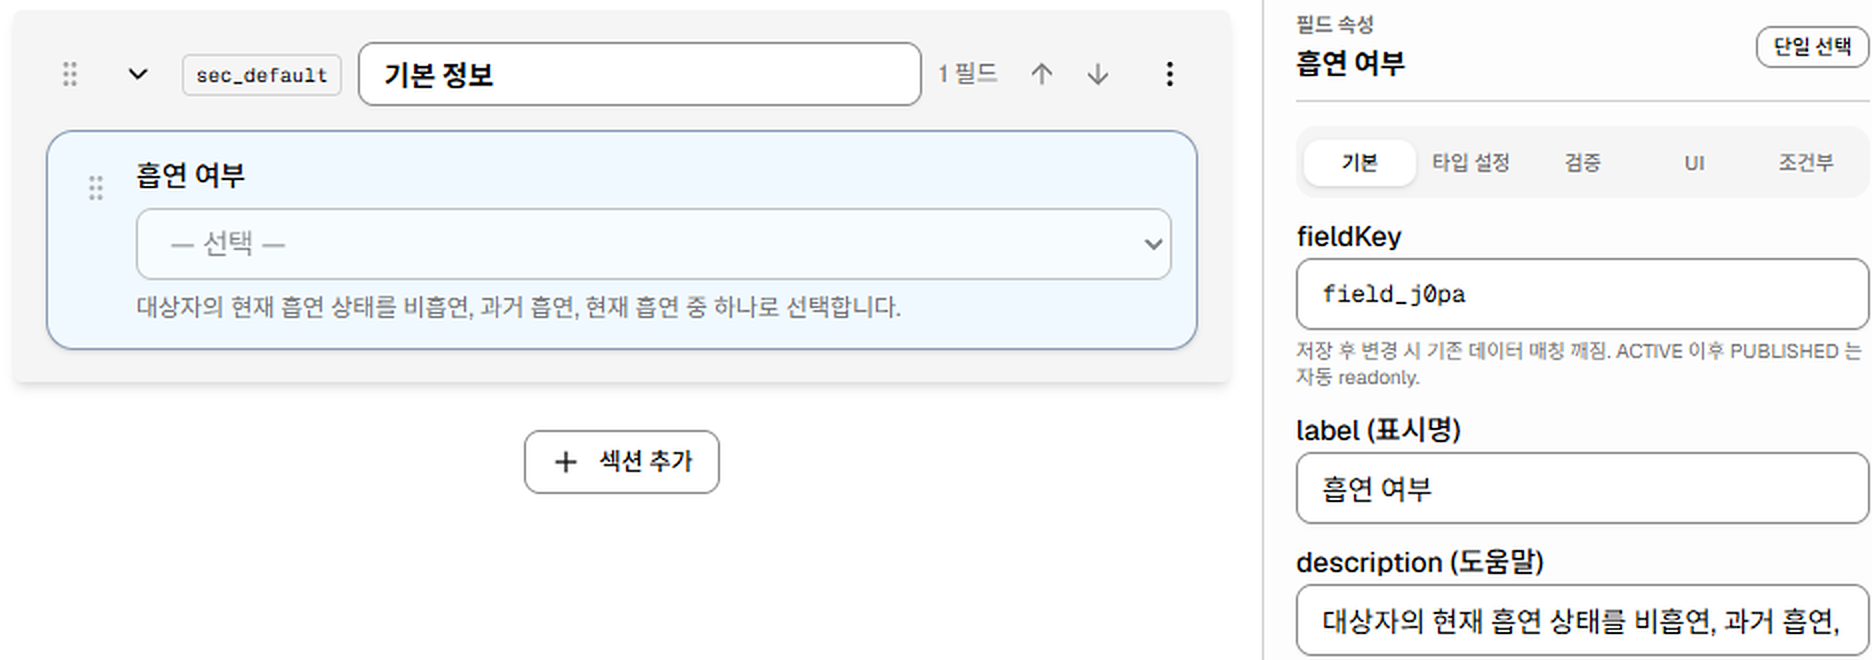 sec_default
기본 정보
1 필드
흡연 여부
— 선택 —
대상자의 현재 흡연 상태를 비흡연, 과거 흡연, 현재 흡연 중 하나로 선택합니다.
+ 섹션 추가
필드 속성
흡연 여부
단일 선택
기본 타입 설정 검증 UI 조건부
fieldKey
field_j0pa
저장 후 변경 시 기존 데이터 매칭 깨짐. ACTIVE 이후 PUBLISHED 는
자동 readonly.
label (표시명)
흡연 여부
description (도움말)
대상자의 현재 흡연 상태를 비흡연, 과거 흡연,